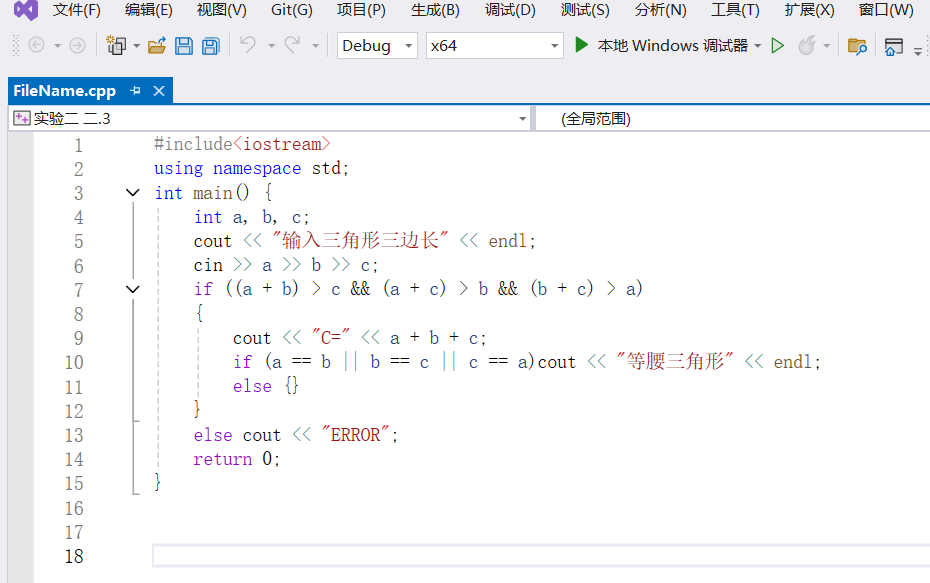 文件(F) 编辑(E) 视图(V) Git(G) 项目(P) 生成(B) 调试(D) 测试(S) 分析(N) 工具(T) 扩展(X) 窗口(W)
Debug x64 本地 Windows 调试器
FileName.cpp
实验二 二.3 (全局范围)
1 #include<iostream>
2 using namespace std;
3 int main() {
4 int a, b, c;
5 cout << "输入三角形三边长" << endl;
6 cin >> a >> b >> c;
7 if ((a + b) > c && (a + c) > b && (b + c) > a)
8 {
9 cout << "C=" << a + b + c;
10 if (a == b || b == c || c == a)cout << "等腰三角形" << endl;
11 else {}
12 }
13 else cout << "ERROR";
14 return 0;
15 }
16
17
18